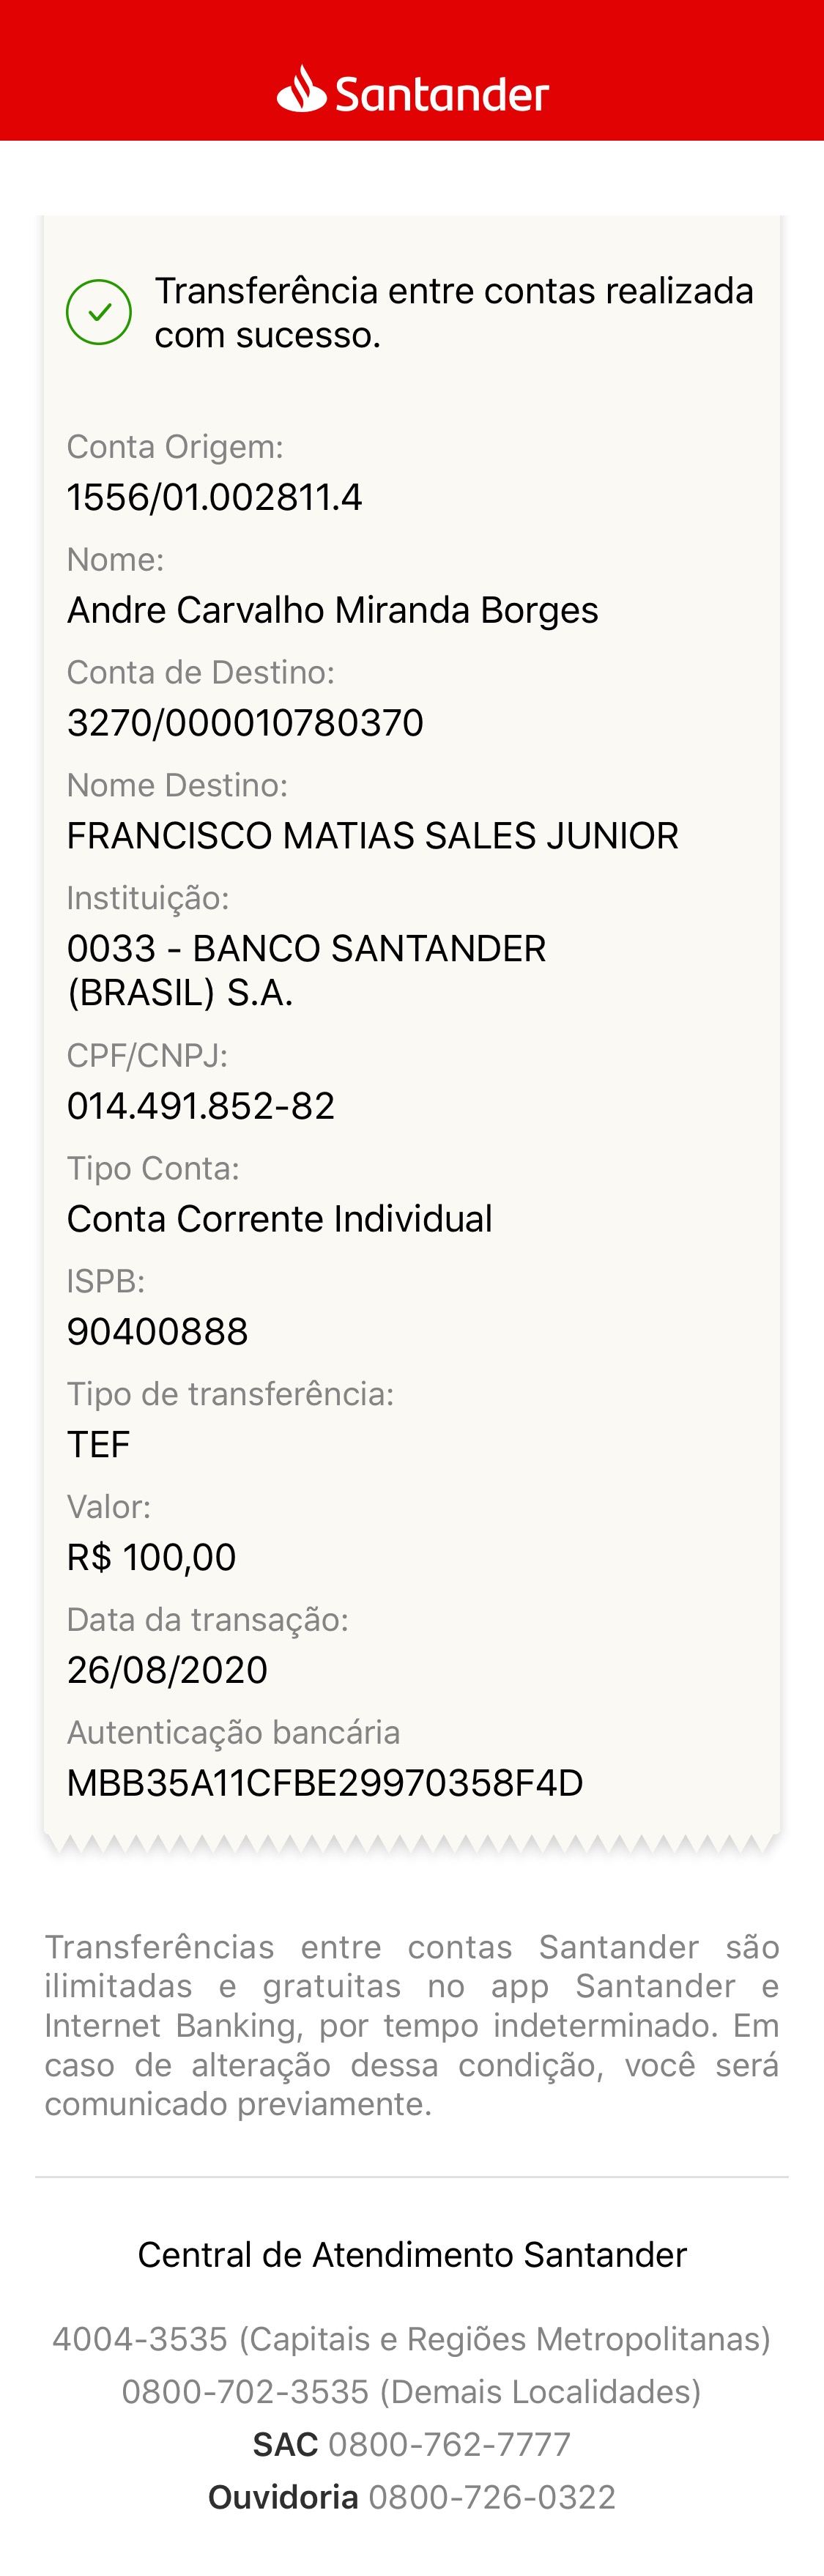 Santander
Transferência entre contas realizada
com sucesso.
Conta Origem:
1556/01.002811.4
Nome:
Andre Carvalho Miranda Borges
Conta de Destino:
3270/000010780370
Nome Destino:
FRANCISCO MATIAS SALES JUNIOR
Instituição:
0033 - BANCO SANTANDER
(BRASIL) S.A.
CPF/CNPJ:
014.491.852-82
Tipo Conta:
Conta Corrente Individual
ISPB:
90400888
Tipo de transferência:
TEF
Valor:
R$ 100,00
Data da transação:
26/08/2020
Autenticação bancária
MBB35A11CFBE29970358F4D
Transferências entre contas Santander são
ilimitadas e gratuitas no app Santander e
Internet Banking, por tempo indeterminado. Em
caso de alteração dessa condição, você será
comunicado previamente.
Central de Atendimento Santander
4004-3535 (Capitais e Regiões Metropolitanas)
0800-702-3535 (Demais Localidades)
SAC 0800-762-7777
Ouvidoria 0800-726-0322